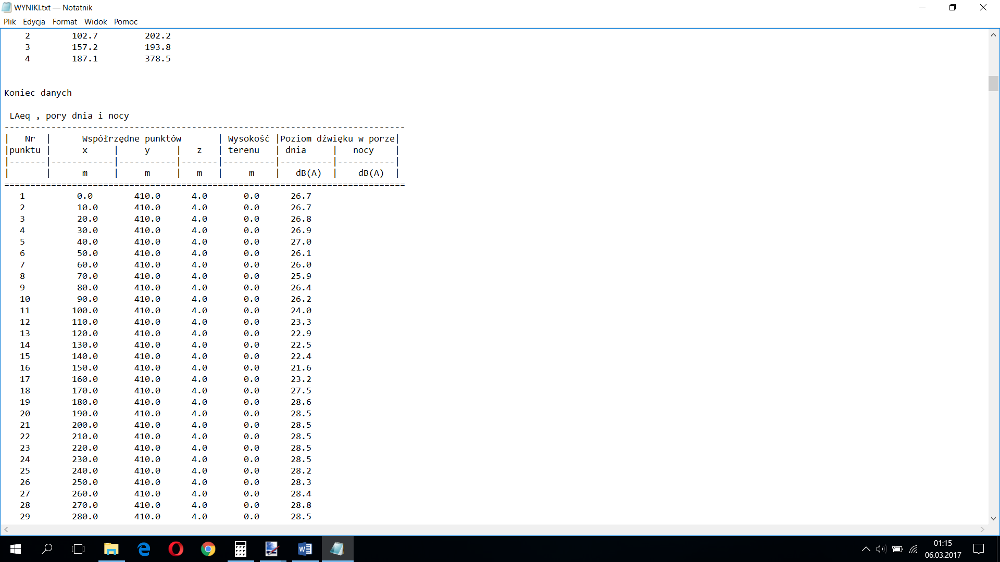 WYNIKI.txt — Notatnik
Plik Edycja Format Widok Pomoc
2 102.7 202.2
3 157.2 193.8
4 187.1 378.5
Koniec danych
LAeq , pory dnia i nocy
--------------------------------------------------------------------------------
| Nr | Współrzędne punktów | Wysokość |Poziom dźwięku w porze|
|punktu | x | y | z | terenu | dnia | nocy |
|-------|------------|-----------|-------|----------|----------|-----------|
| | m | m | m | m | dB(A) | dB(A) |
================================================================================
1 0.0 410.0 4.0 0.0 26.7
2 10.0 410.0 4.0 0.0 26.7
3 20.0 410.0 4.0 0.0 26.8
4 30.0 410.0 4.0 0.0 26.9
5 40.0 410.0 4.0 0.0 27.0
6 50.0 410.0 4.0 0.0 26.1
7 60.0 410.0 4.0 0.0 26.0
8 70.0 410.0 4.0 0.0 25.9
9 80.0 410.0 4.0 0.0 26.4
10 90.0 410.0 4.0 0.0 26.2
11 100.0 410.0 4.0 0.0 24.0
12 110.0 410.0 4.0 0.0 23.3
13 120.0 410.0 4.0 0.0 22.9
14 130.0 410.0 4.0 0.0 22.5
15 140.0 410.0 4.0 0.0 22.4
16 150.0 410.0 4.0 0.0 21.6
17 160.0 410.0 4.0 0.0 23.2
18 170.0 410.0 4.0 0.0 27.5
19 180.0 410.0 4.0 0.0 28.6
20 190.0 410.0 4.0 0.0 28.5
21 200.0 410.0 4.0 0.0 28.5
22 210.0 410.0 4.0 0.0 28.5
23 220.0 410.0 4.0 0.0 28.5
24 230.0 410.0 4.0 0.0 28.5
25 240.0 410.0 4.0 0.0 28.2
26 250.0 410.0 4.0 0.0 28.3
27 260.0 410.0 4.0 0.0 28.4
28 270.0 410.0 4.0 0.0 28.8
29 280.0 410.0 4.0 0.0 28.5
01:15
06.03.2017